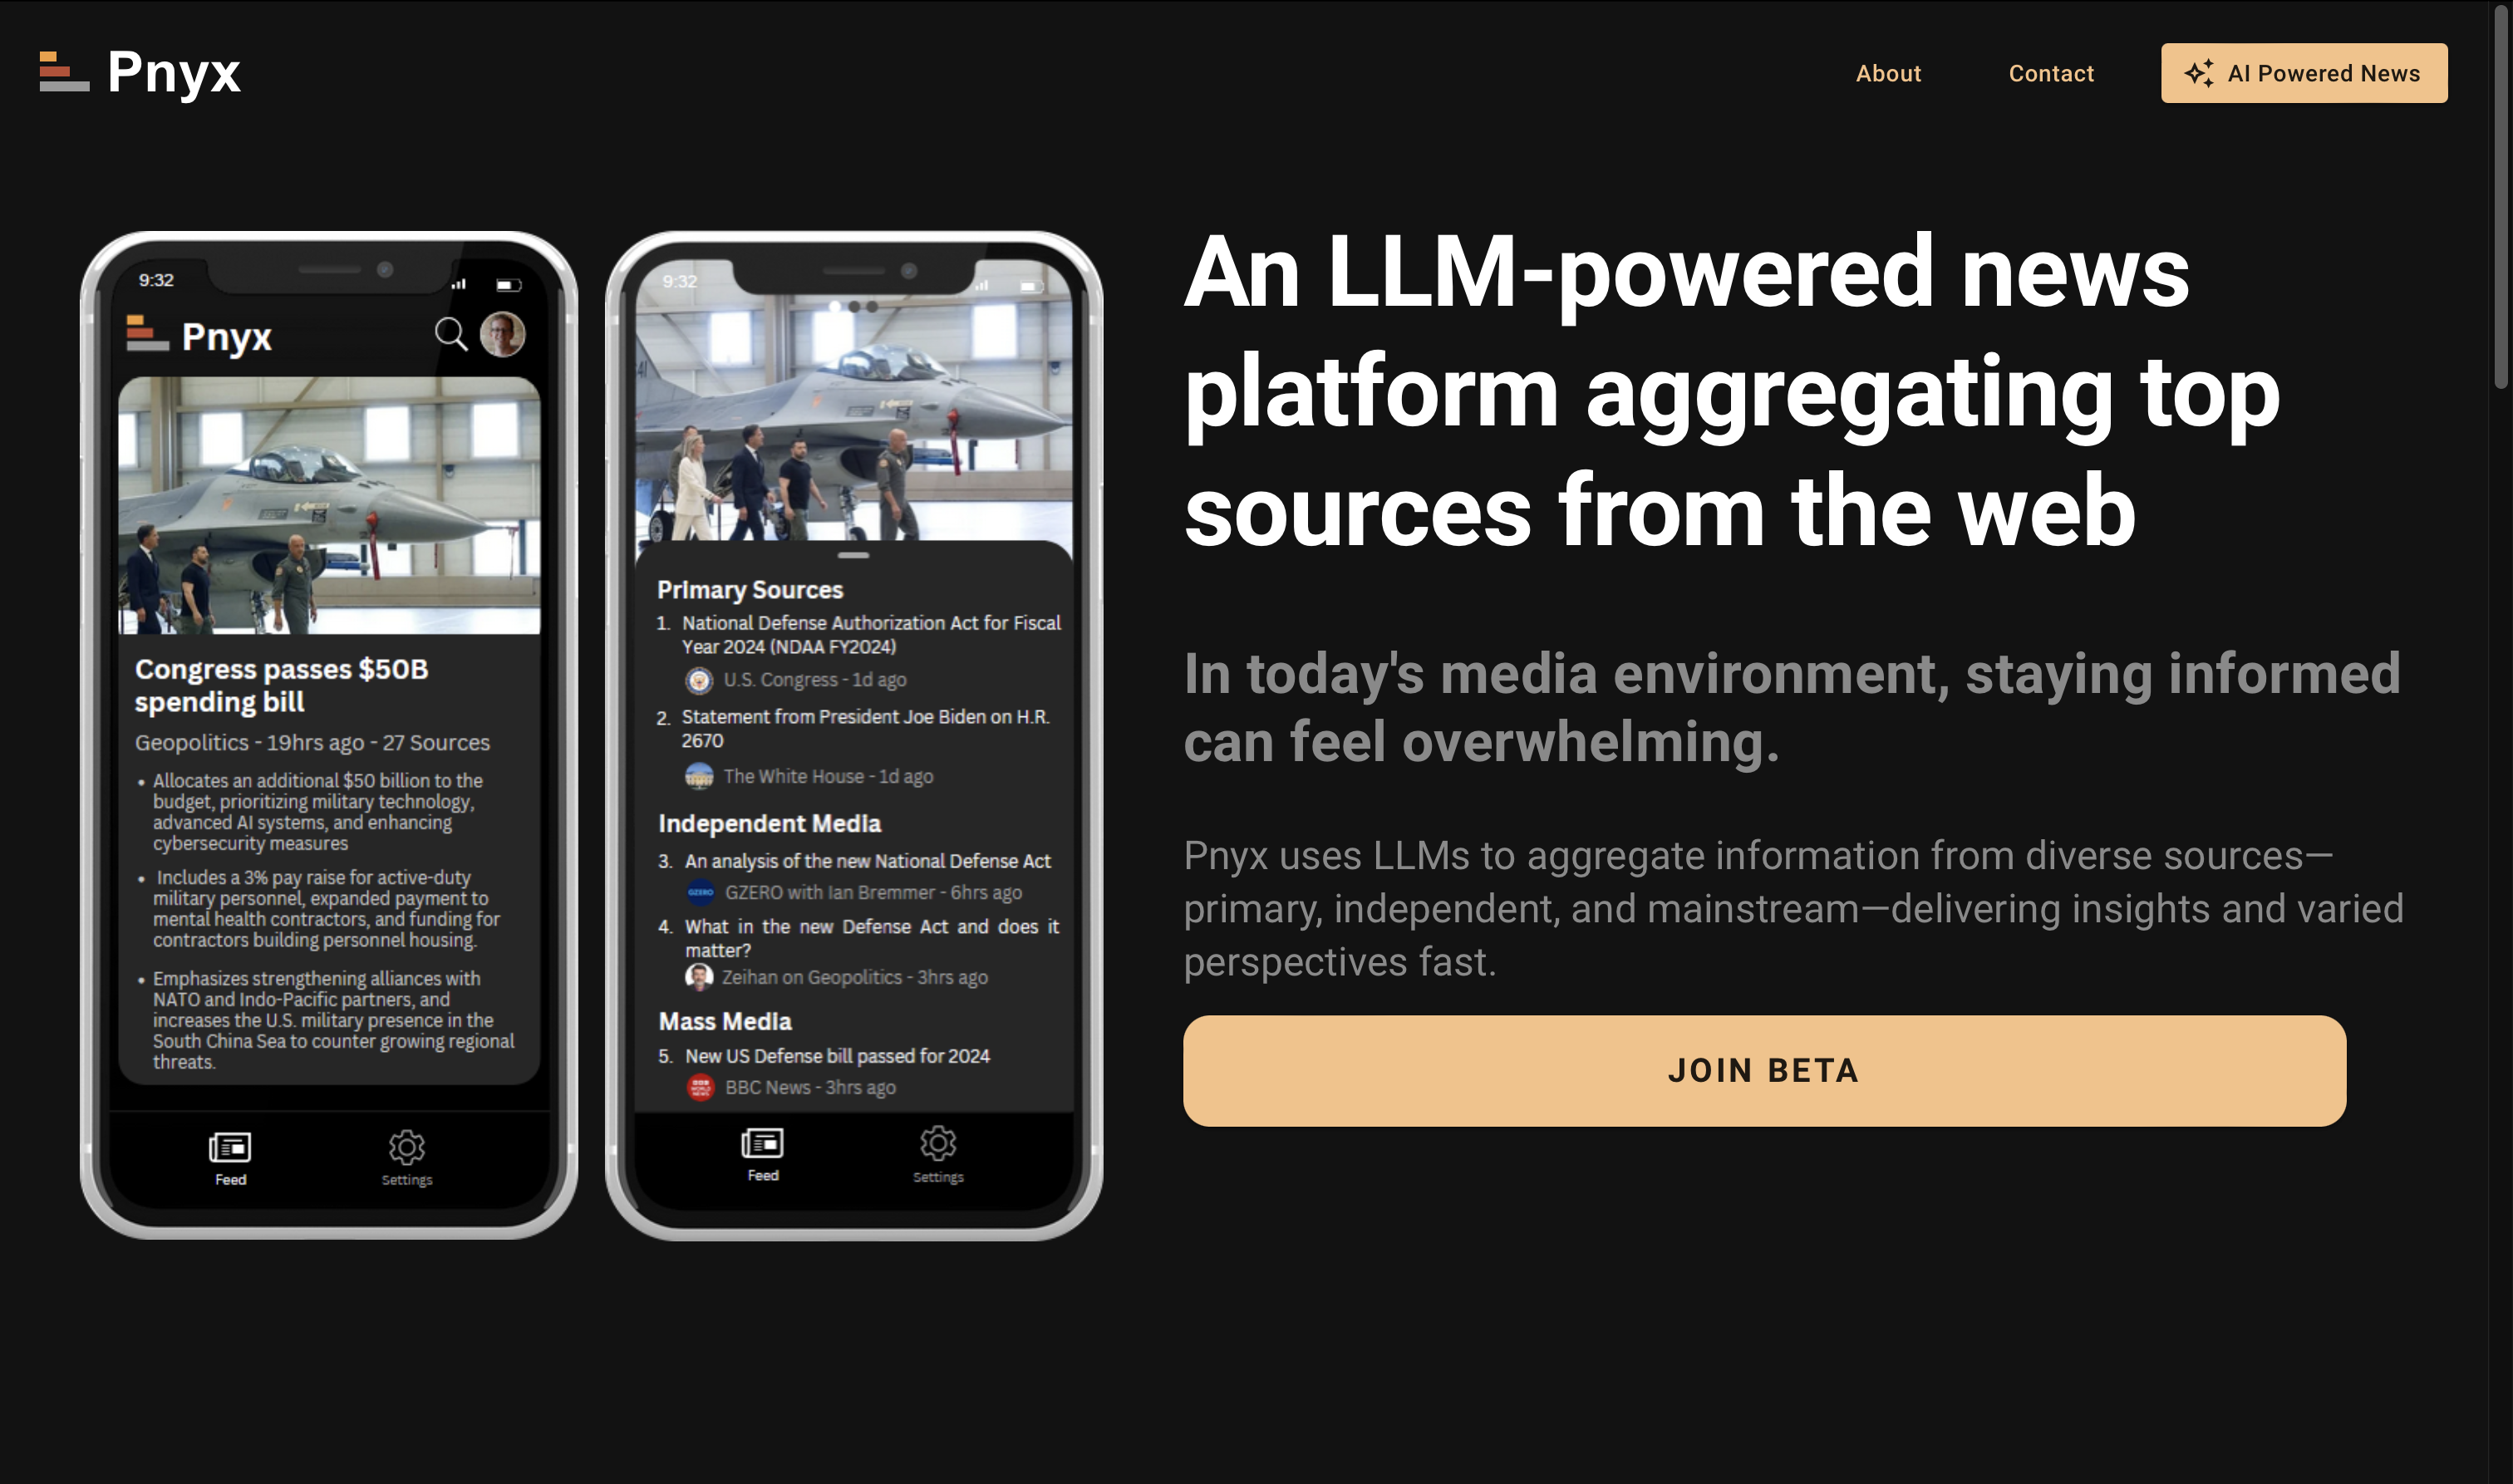 Pnyx
About
Contact
AI Powered News
9:32
Pnyx
Congress passes $50B
spending bill
Geopolitics - 19hrs ago - 27 Sources
• Allocates an additional $50 billion to the
budget, prioritizing military technology,
advanced AI systems, and enhancing
cybersecurity measures
• Includes a 3% pay raise for active-duty
military personnel, expanded payment to
mental health contractors, and funding for
contractors building personnel housing.
• Emphasizes strengthening alliances with
NATO and Indo-Pacific partners, and
increases the U.S. military presence in the
South China Sea to counter growing regional
threats.
Feed
Settings
9:32
Primary Sources
1. National Defense Authorization Act for Fiscal
Year 2024 (NDAA FY2024)
U.S. Congress - 1d ago
2. Statement from President Joe Biden on H.R.
2670
The White House - 1d ago
Independent Media
3. An analysis of the new National Defense Act
GZERO
GZERO with Ian Bremmer - 6hrs ago
4. What in the new Defense Act and does it
matter?
Zeihan on Geopolitics - 3hrs ago
Mass Media
5. New US Defense bill passed for 2024
BBC News - 3hrs ago
Feed
Settings
An LLM-powered news
platform aggregating top
sources from the web
In today's media environment, staying informed
can feel overwhelming.
Pnyx uses LLMs to aggregate information from diverse sources—
primary, independent, and mainstream—delivering insights and varied
perspectives fast.
JOIN BETA